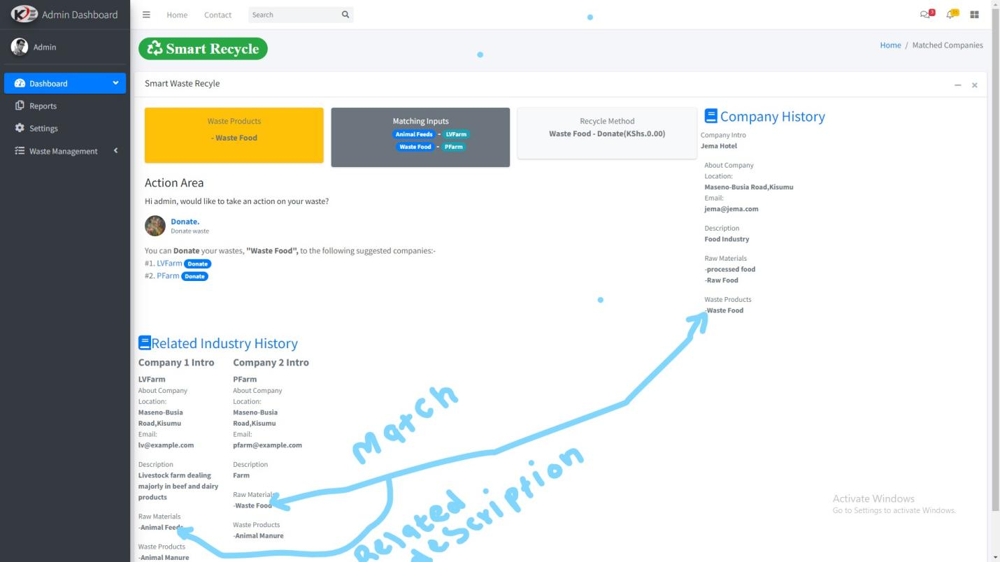 KE Admin Dashboard
Home Contact Search
3 15
Admin
Smart Recycle
Home / Matched Companies
Dashboard
Reports
Settings
Waste Management
Smart Waste Recyle
Waste Products
- Waste Food
Matching Inputs
Animal Feeds - LVFarm
Waste Food - PFarm
Recycle Method
Waste Food - Donate(KShs.0.00)
Action Area
Hi admin, would like to take an action on your waste?
Donate.
Donate waste
You can Donate your wastes, "Waste Food", to the following suggested companies:-
#1. LVFarm Donate
#2. PFarm Donate
Company History
Company Intro
Jema Hotel
About Company
Location:
Maseno-Busia Road,Kisumu
Email:
jema@jema.com
Description
Food Industry
Raw Materials
-processed food
-Raw Food
Waste Products
-Waste Food
Related Industry History
Company 1 Intro
LVFarm
About Company
Location:
Maseno-Busia
Road,Kisumu
Email:
lv@example.com
Description
Livestock farm dealing
majorly in beef and dairy
products
Raw Materials
-Animal Feeds
Waste Products
-Animal Manure
Company 2 Intro
PFarm
About Company
Location:
Maseno-Busia
Road,Kisumu
Email:
pfarm@example.com
Description
Farm
Raw Materials
-Waste Food
Waste Products
-Animal Manure
Match
Related
description
Activate Windows
Go to Settings to activate Windows.